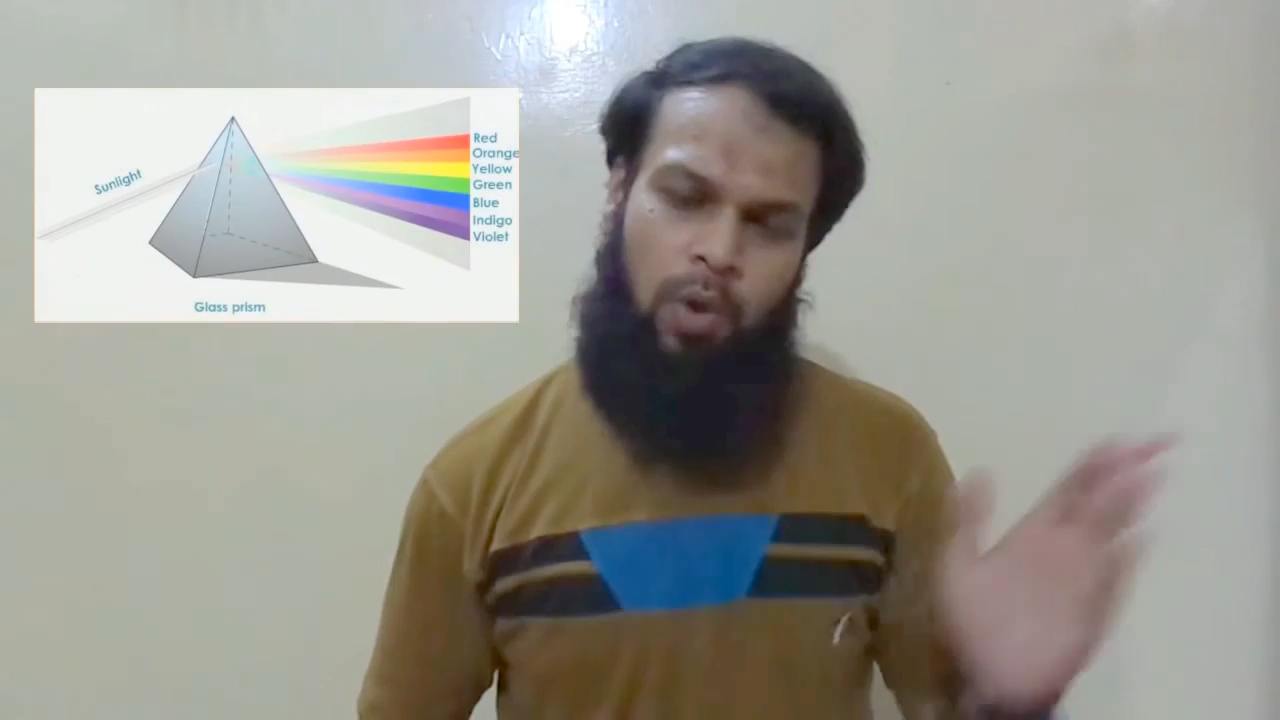 Sunlight
Red
Orange
Yellow
Green
Blue
Indigo
Violet
Glass prism